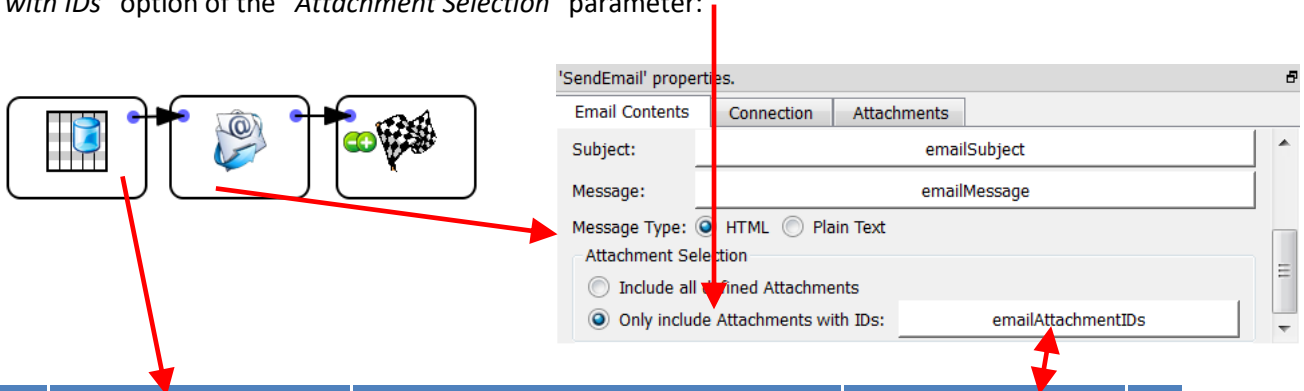 with IDs" option of the "Attachment Selection" parameter:
'SendEmail' properties.
Email Contents Connection Attachments
Subject: emailSubject
Message: emailMessage
Message Type: HTML Plain Text
Attachment Selection
Include all defined Attachments
Only include Attachments with IDs: emailAttachmentIDs